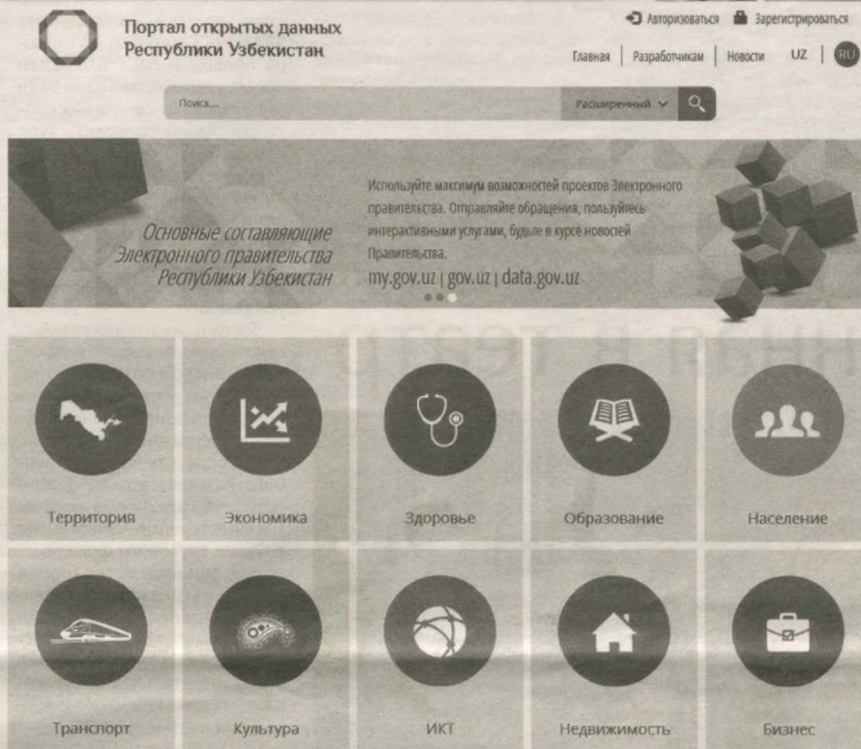 Портал открытых данных
Республики Узбекистан
Авторизоваться Зарегистрироваться
Главная | Разработчикам | Новости UZ | RU
Поиск... Расширенный
Основные составляющие
Электронного правительства
Республики Узбекистан
Используйте максимум возможностей проектов Электронного
правительства. Отправляйте обращения, пользуйтесь
интерактивными услугами, будьте в курсе новостей
Правительства.
my.gov.uz | gov.uz | data.gov.uz
Территория Экономика Здоровье Образование Население
Транспорт Культура ИКТ Недвижимость Бизнес